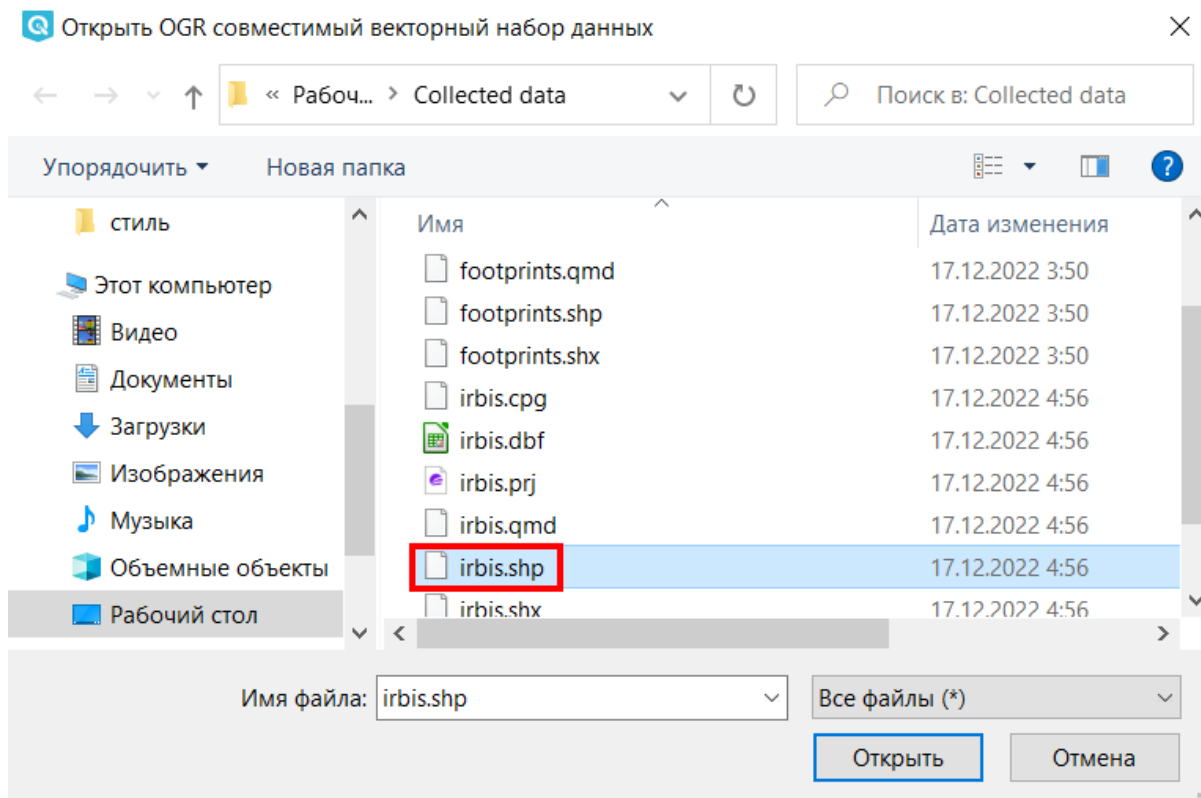 Открыть OGR совместимый векторный набор данных
« Рабоч... > Collected data
Поиск в: Collected data
Упорядочить
Новая папка
?
стиль
Этот компьютер
Видео
Документы
Загрузки
Изображения
Музыка
Объемные объекты
Рабочий стол
Имя Дата изменения
footprints.qmd 17.12.2022 3:50
footprints.shp 17.12.2022 3:50
footprints.shx 17.12.2022 3:50
irbis.cpg 17.12.2022 4:56
irbis.dbf 17.12.2022 4:56
irbis.prj 17.12.2022 4:56
irbis.qmd 17.12.2022 4:56
irbis.shp 17.12.2022 4:56
irbis.shx 17.12.2022 4:56
Имя файла: irbis.shp
Все файлы (*)
Открыть
Отмена